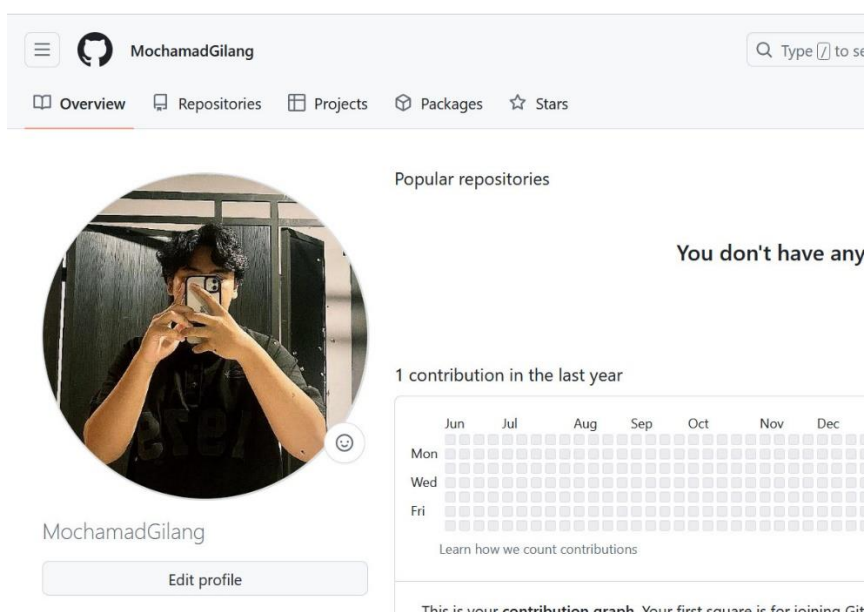 MochamadGilang
Type / to se
Overview Repositories Projects Packages Stars
Popular repositories
You don't have any
1 contribution in the last year
Jun Jul Aug Sep Oct Nov Dec
Mon
Wed
Fri
Learn how we count contributions
MochamadGilang
Edit profile
This is your contribution graph. Your first square is for joining Git